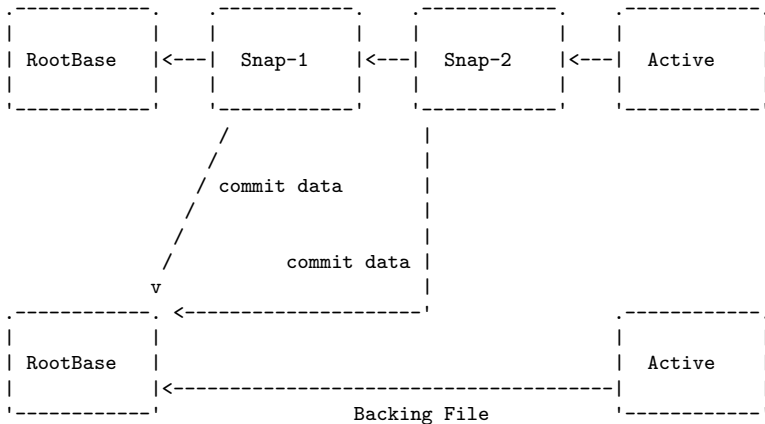 RootBase <--- Snap-1 <--- Snap-2 <--- Active
commit data
commit data
v
RootBase Active
Backing File